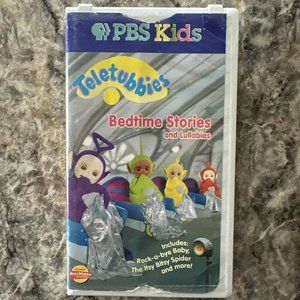 PBS Kids
Teletubbies
Bedtime Stories
and Lullabies
Includes:
Rock-a-bye Baby,
The Itsy Bitsy Spider
and more!